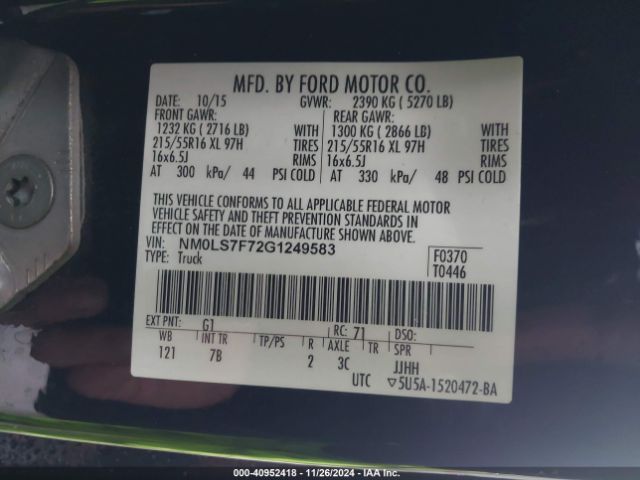 MFD. BY FORD MOTOR CO.
DATE: 10/15 GVWR: 2390 KG ( 5270 LB)
FRONT GAWR: REAR GAWR:
1232 KG ( 2716 LB) WITH 1300 KG ( 2866 LB) WITH
215/55R16 XL 97H TIRES 215/55R16 XL 97H TIRES
16x6.5J RIMS 16x6.5J RIMS
AT 300 kPa/ 44 PSI COLD AT 330 kPa/ 48 PSI COLD
THIS VEHICLE CONFORMS TO ALL APPLICABLE FEDERAL MOTOR
VEHICLE SAFETY AND THEFT PREVENTION STANDARDS IN
EFFECT ON THE DATE OF MANUFACTURE SHOWN ABOVE.
VIN: NM0LS7F72G1249583 F0370
TYPE: Truck T0446
EXT PNT: G1 RC: 71 DSO:
WB INT TR TP/PS R AXLE TR SPR
121 7B 2 3C JJHH
UTC ▽5U5A-1520472-BA
000-40952418 - 11/26/2024 - IAA Inc.